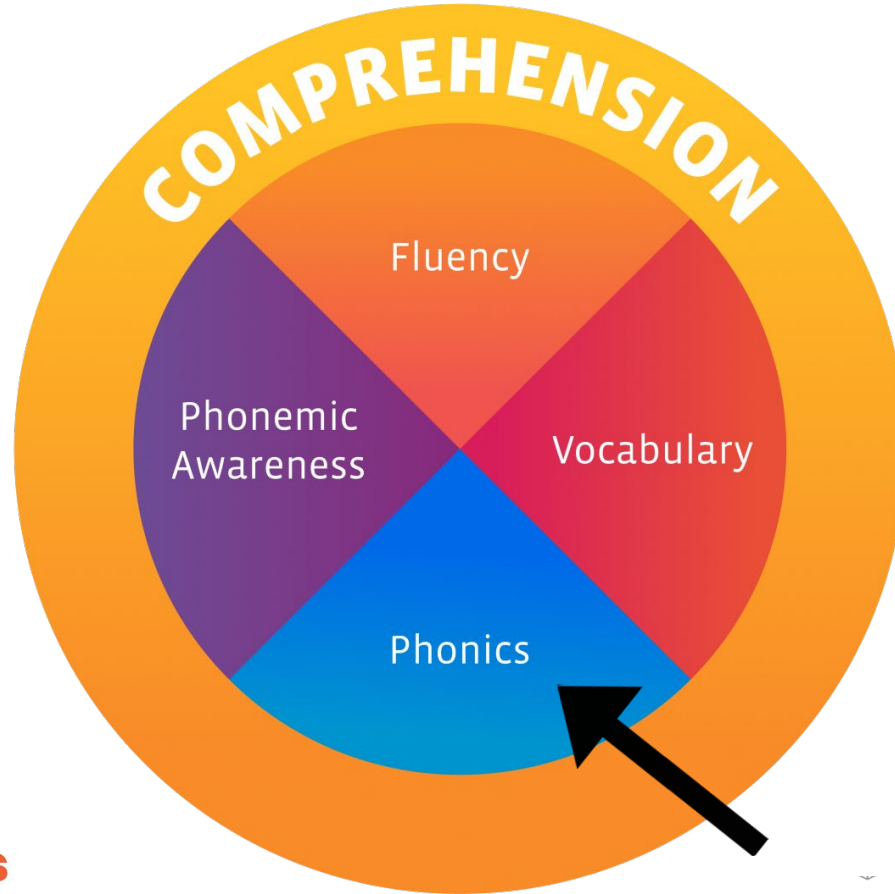 COMPREHENSION
Fluency
Phonemic
Awareness
Vocabulary
Phonics
s